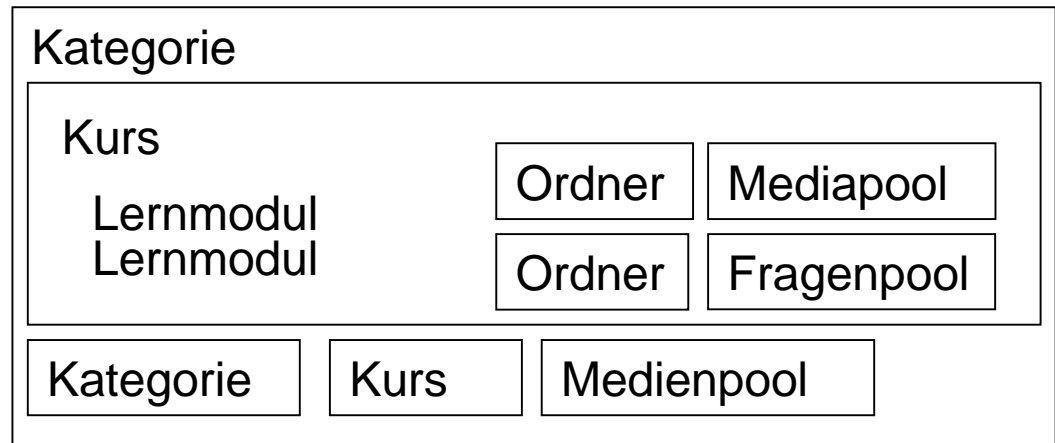 Kategorie
Kurs
Lernmodul
Lernmodul
Ordner Mediapool
Ordner Fragenpool
Kategorie Kurs Medienpool